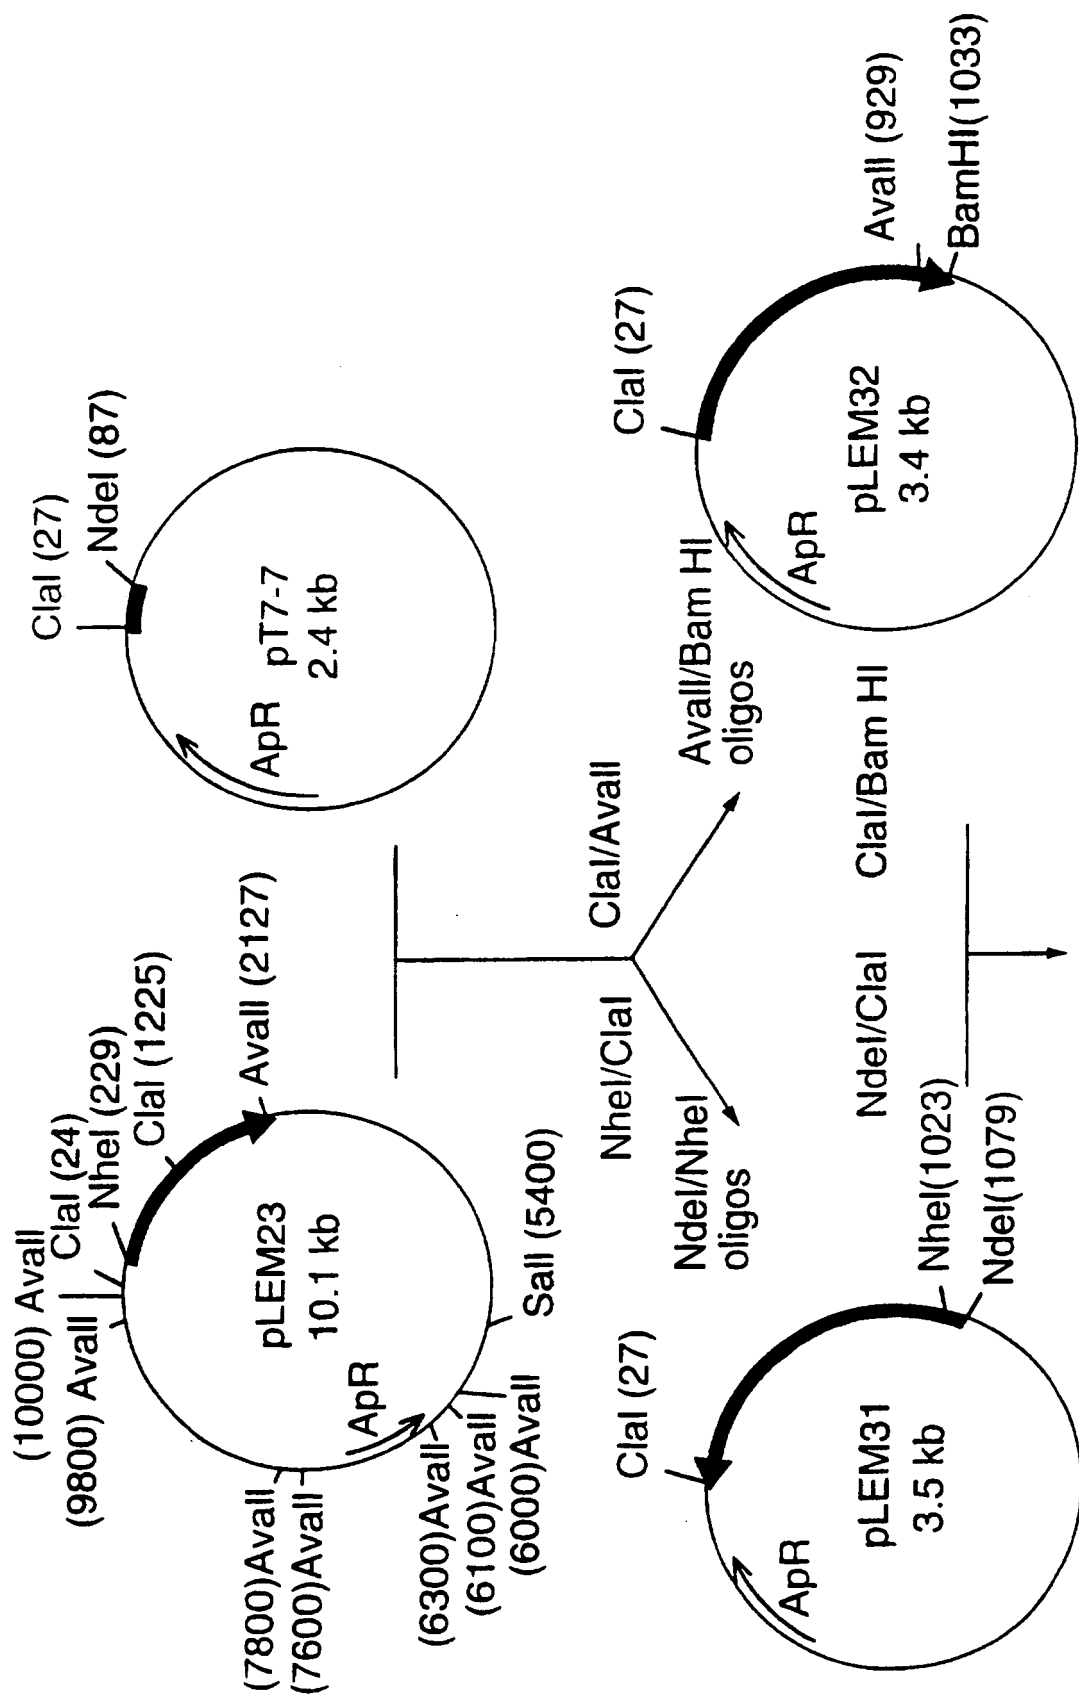 (10000) AvaII
(9800) AvaII
ClaI (24)
NheI (229)
ClaI (1225)
AvaII (2127)
pLEM23
10.1 kb
ApR
(7800)AvaII
(7600)AvaII
(6300)AvaII
(6100)AvaII
(6000)AvaII
SalI (5400)
ClaI (27)
NdeI (87)
pT7-7
2.4 kb
ApR
NheI/ClaI
ClaI/AvaII
NdeI/NheI
oligos
AvaII/Bam HI
oligos
ClaI (27)
pLEM31
3.5 kb
ApR
NheI(1023)
NdeI(1079)
NdeI/ClaI
ClaI/Bam HI
ClaI (27)
pLEM32
3.4 kb
ApR
AvaII (929)
BamHI(1033)